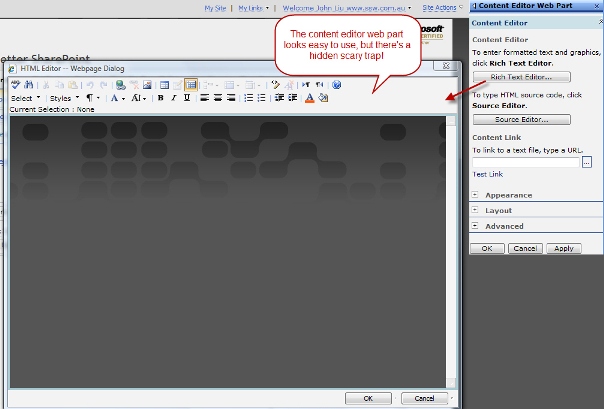 My Site | My Links | Welcome John Liu www.ssw.com.au Site Actions
etter SharePoint
osoft
CERTIFIED
The content editor web part
looks easy to use, but there's a
hidden scary trap!
HTML Editor -- Webpage Dialog
Select Styles
A A B I U
Current Selection : None
OK Cancel
Content Editor Web Part
Content Editor
Content Editor
To enter formatted text and graphics,
click Rich Text Editor.
Rich Text Editor...
To type HTML source code, click
Source Editor.
Source Editor...
Content Link
To link to a text file, type a URL.
...
Test Link
Appearance
Layout
Advanced
OK Cancel Apply